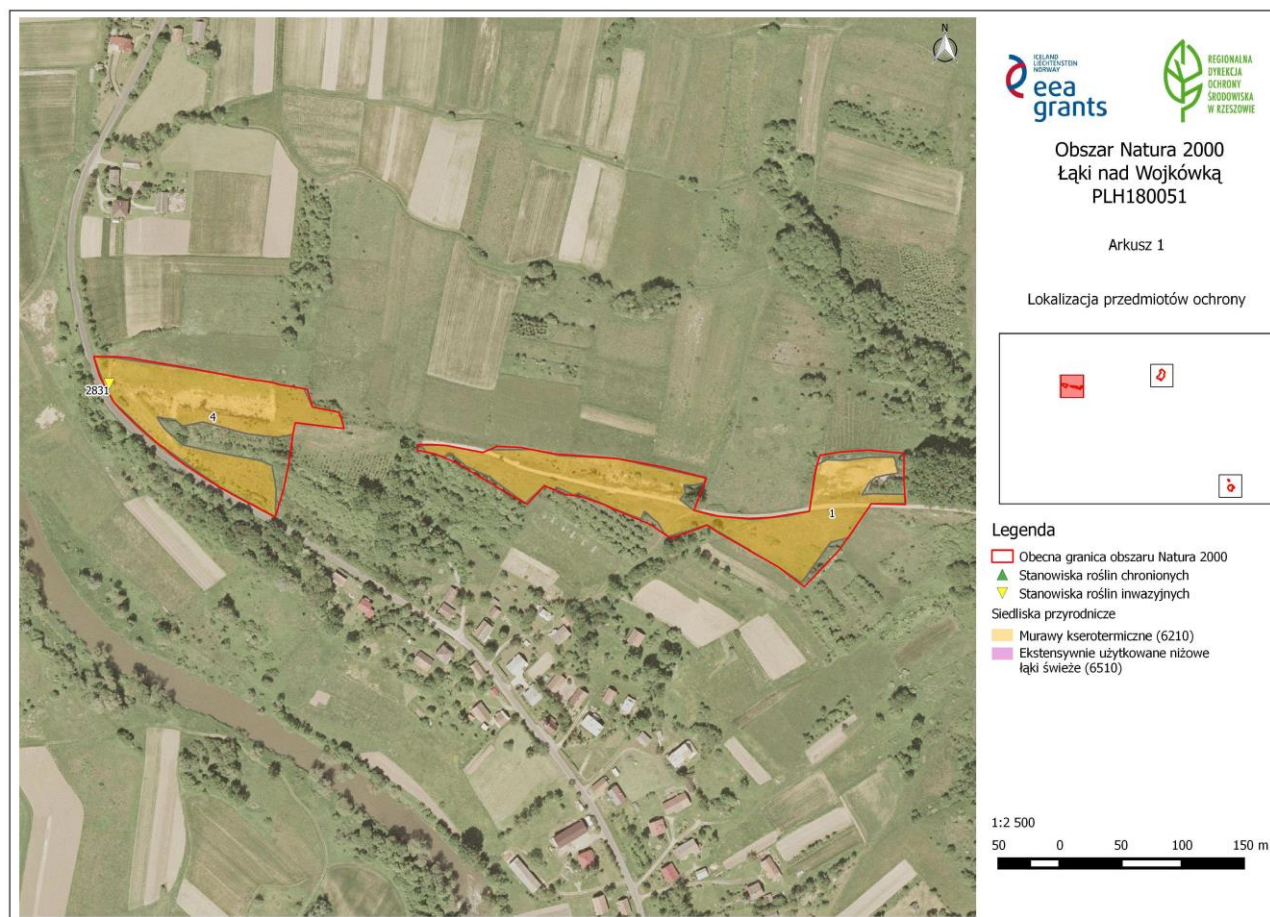 N
ICELAND
LIECHTENSTEIN
NORWAY
eea
grants
REGIONALNA
DYREKCJA
OCHRONY
ŚRODOWISKA
W RZESZOWIE
Obszar Natura 2000
Łąki nad Wojkówką
PLH180051
Arkusz 1
Lokalizacja przedmiotów ochrony
2831
4
1
Legenda
Obecna granica obszaru Natura 2000
Stanowiska roślin chronionych
Stanowiska roślin inwazyjnych
Siedliska przyrodnicze
Murawy kserotermiczne (6210)
Ekstensywnie użytkowane niżowe
łąki świeże (6510)
1:2 500
50 0 50 100 150 m